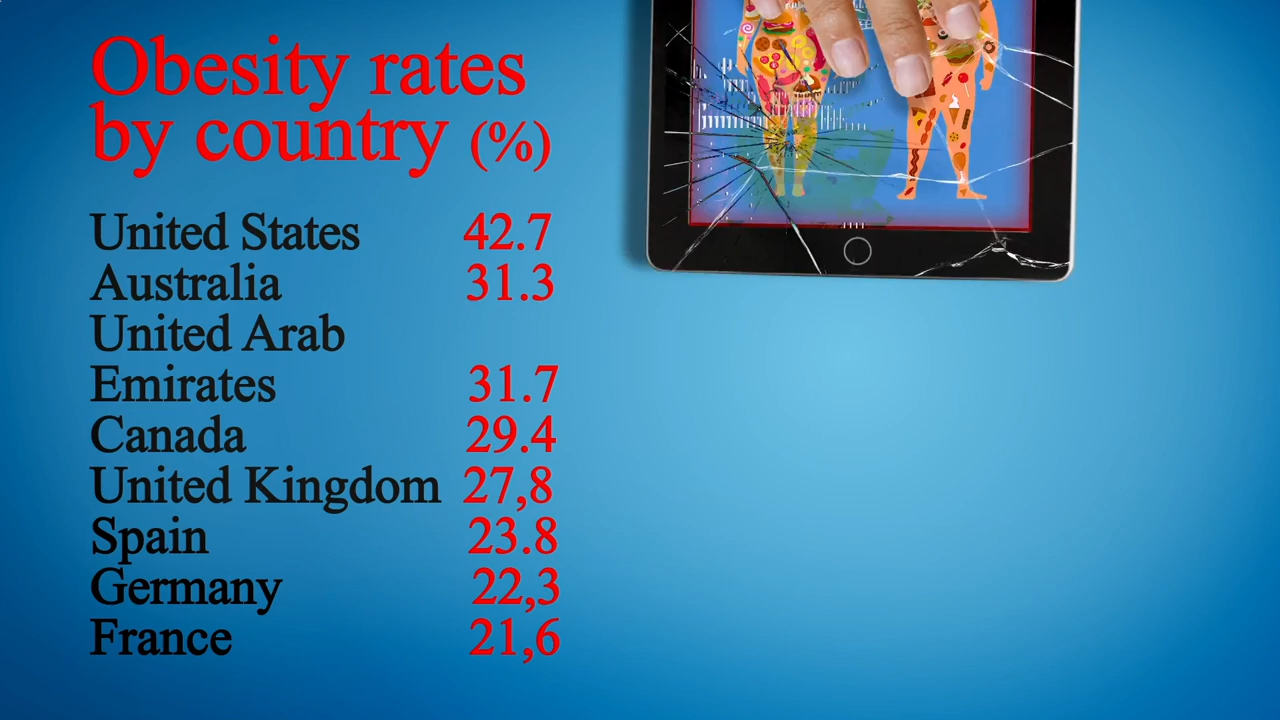 Obesity rates
by country (%)
United States 42.7
Australia 31.3
United Arab
Emirates 31.7
Canada 29.4
United Kingdom 27,8
Spain 23.8
Germany 22,3
France 21,6